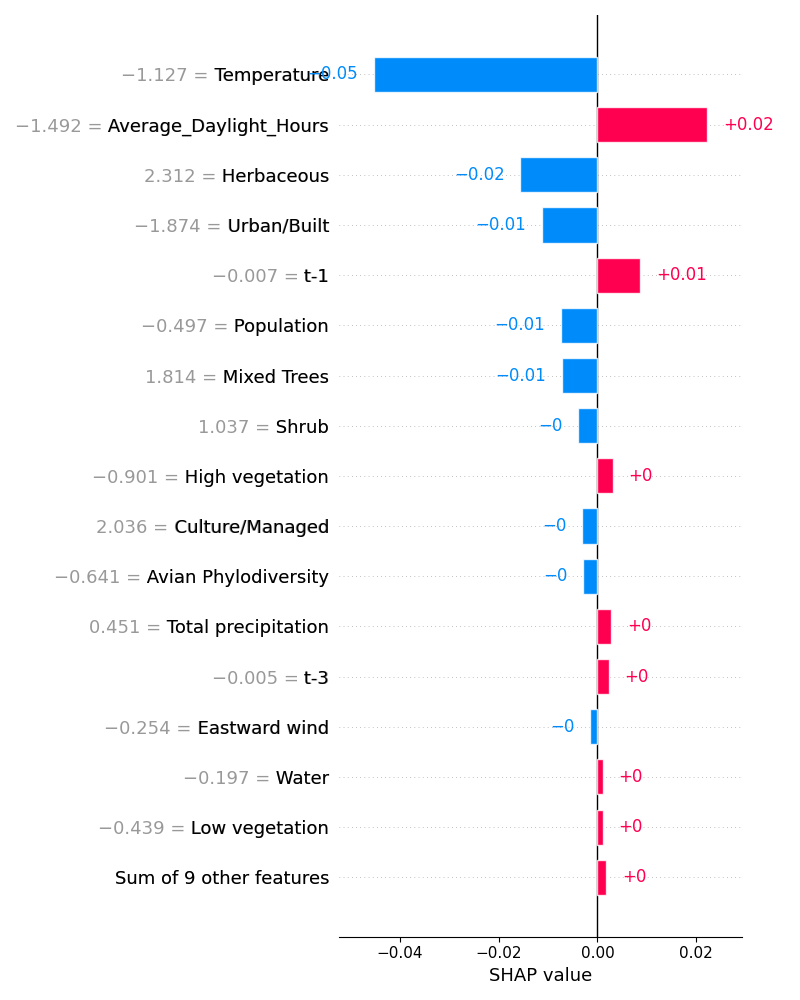 −1.127 = Temperature −0.05
−1.492 = Average_Daylight_Hours +0.02
2.312 = Herbaceous −0.02
−1.874 = Urban/Built −0.01
−0.007 = t-1 +0.01
−0.497 = Population −0.01
1.814 = Mixed Trees −0.01
1.037 = Shrub −0
−0.901 = High vegetation +0
2.036 = Culture/Managed −0
−0.641 = Avian Phylodiversity −0
0.451 = Total precipitation +0
−0.005 = t-3 +0
−0.254 = Eastward wind −0
−0.197 = Water +0
−0.439 = Low vegetation +0
Sum of 9 other features +0
−0.04 −0.02 0.00 0.02
SHAP value